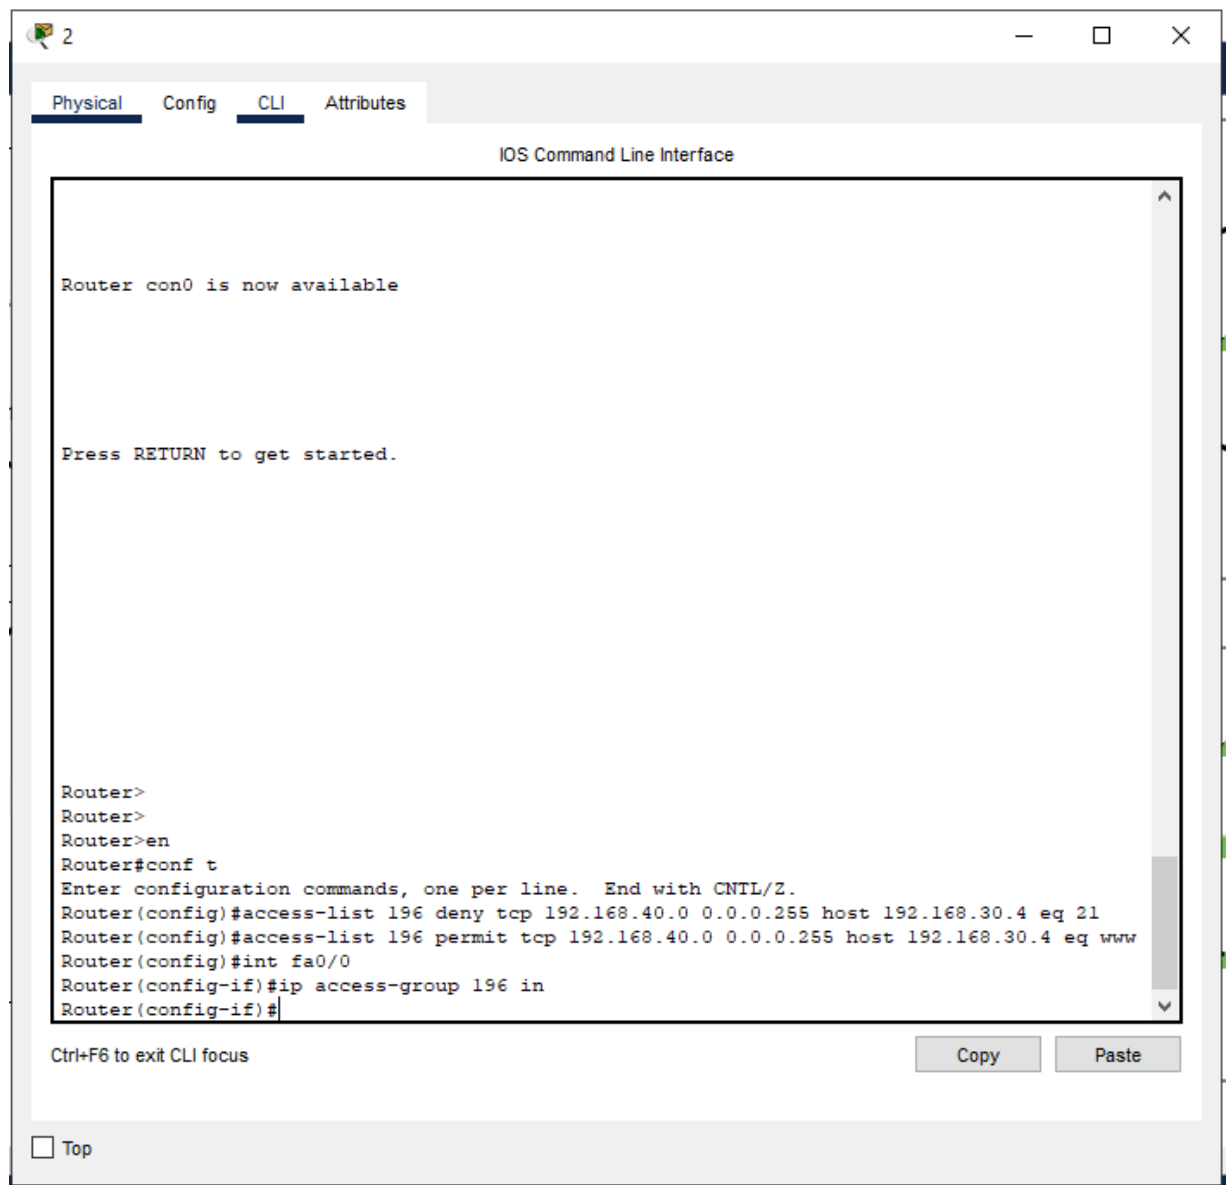 2
Physical Config CLI Attributes
IOS Command Line Interface
Router con0 is now available
Press RETURN to get started.
Router>
Router>
Router>en
Router#conf t
Enter configuration commands, one per line.  End with CNTL/Z.
Router(config)#access-list 196 deny tcp 192.168.40.0 0.0.0.255 host 192.168.30.4 eq 21
Router(config)#access-list 196 permit tcp 192.168.40.0 0.0.0.255 host 192.168.30.4 eq www
Router(config)#int fa0/0
Router(config-if)#ip access-group 196 in
Router(config-if)#
Ctrl+F6 to exit CLI focus Copy Paste
Top